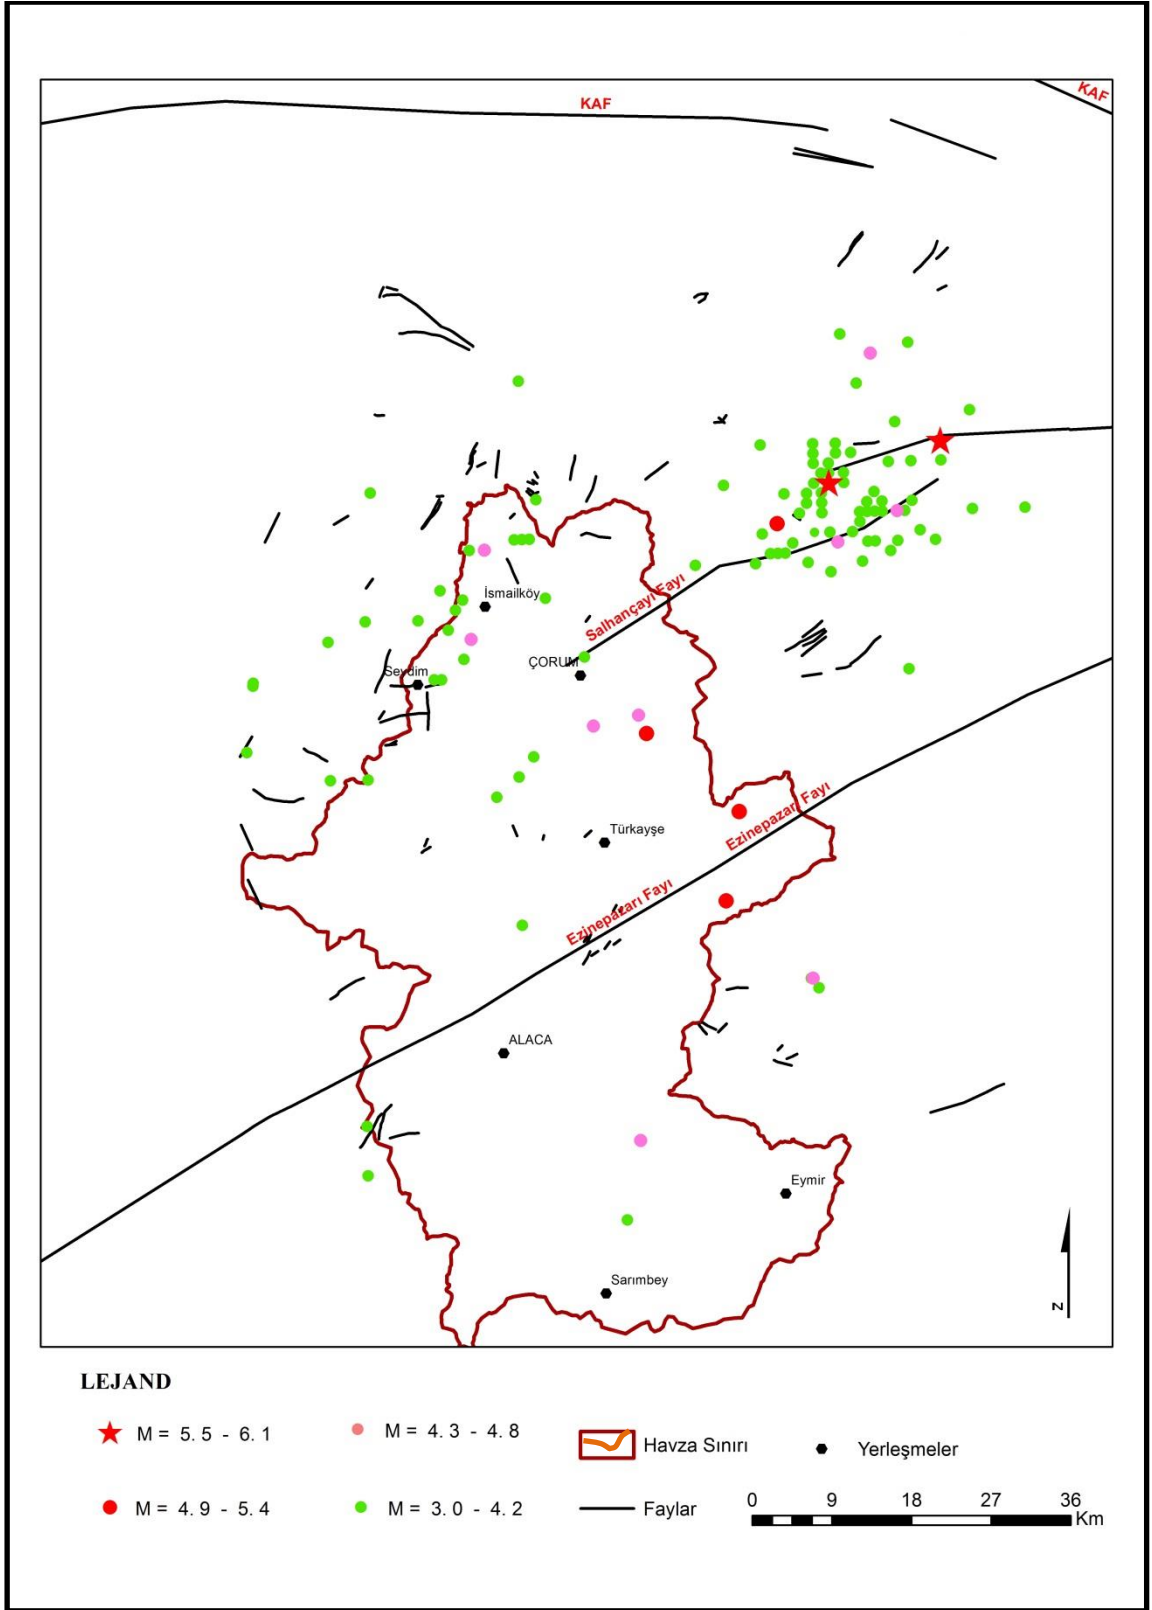 KAF
KAF
İsmailköy
Salhançayı Fayı
ÇORUM
Seydim
Türkayşe
Ezinepazarı Fayı
Ezinepazarı Fayı
ALACA
Eymir
Sarımbey
N
LEJAND
M = 5.5 - 6.1
M = 4.3 - 4.8
Havza Sınırı
Yerleşmeler
M = 4.9 - 5.4
M = 3.0 - 4.2
Faylar
0 9 18 27 36
Km